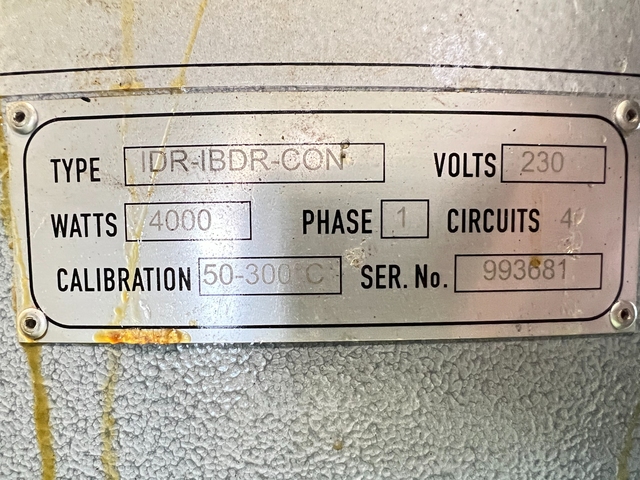 TYPE IDR-IBDR-CON VOLTS 230
WATTS 4000 PHASE 1 CIRCUITS 4
CALIBRATION 50-300°C SER. No. 993681